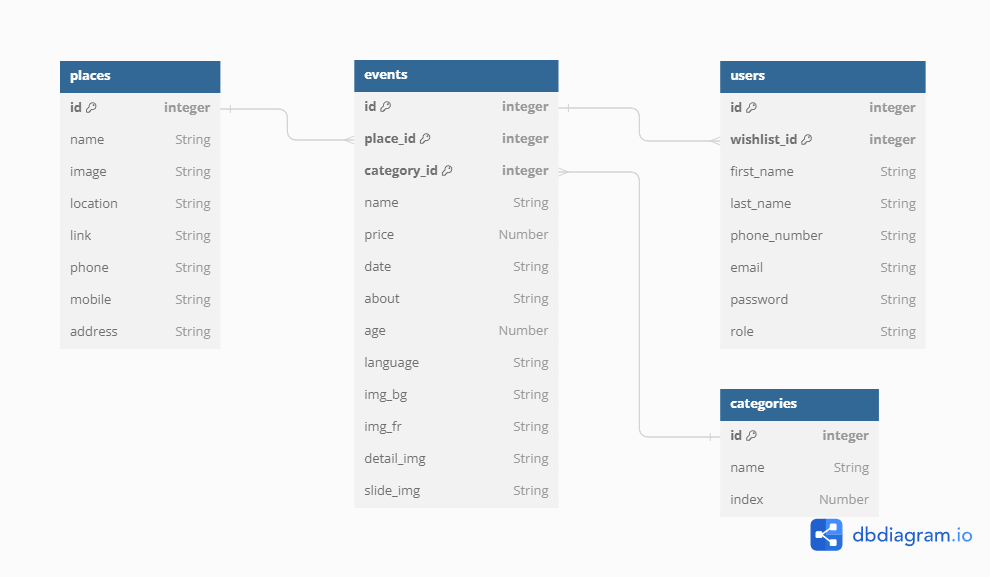 places
id integer
name String
image String
location String
link String
phone String
mobile String
address String
events
id integer
place_id integer
category_id integer
name String
price Number
date String
about String
age Number
language String
img_bg String
img_fr String
detail_img String
slide_img String
users
id integer
wishlist_id integer
first_name String
last_name String
phone_number String
email String
password String
role String
categories
id integer
name String
index Number
dbdiagram.io